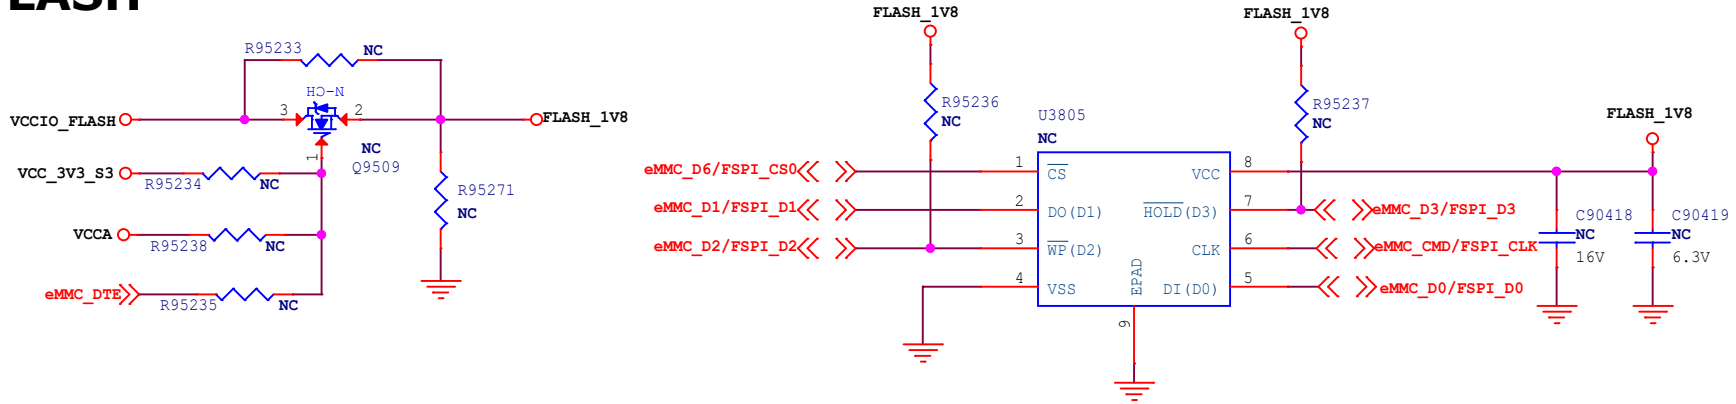 LASH
R95233 NC
N-CH
3 2
VCCIO_FLASH FLASH_1V8
NC
Q9509
1
VCC_3V3_S3
R95234 NC
R95271
NC
VCCA
R95238 NC
eMMC_DTE
R95235 NC
FLASH_1V8 FLASH_1V8
R95236 R95237
NC NC
U3805
NC
FLASH_1V8
eMMC_D6/FSPI_CS0 1 CS VCC 8
eMMC_D1/FSPI_D1 2 DO(D1) HOLD(D3) 7 eMMC_D3/FSPI_D3
eMMC_D2/FSPI_D2 3 WP(D2) CLK 6 eMMC_CMD/FSPI_CLK
4 VSS DI(D0) 5 eMMC_D0/FSPI_D0
EPAD
9
C90418 C90419
NC NC
16V 6.3V